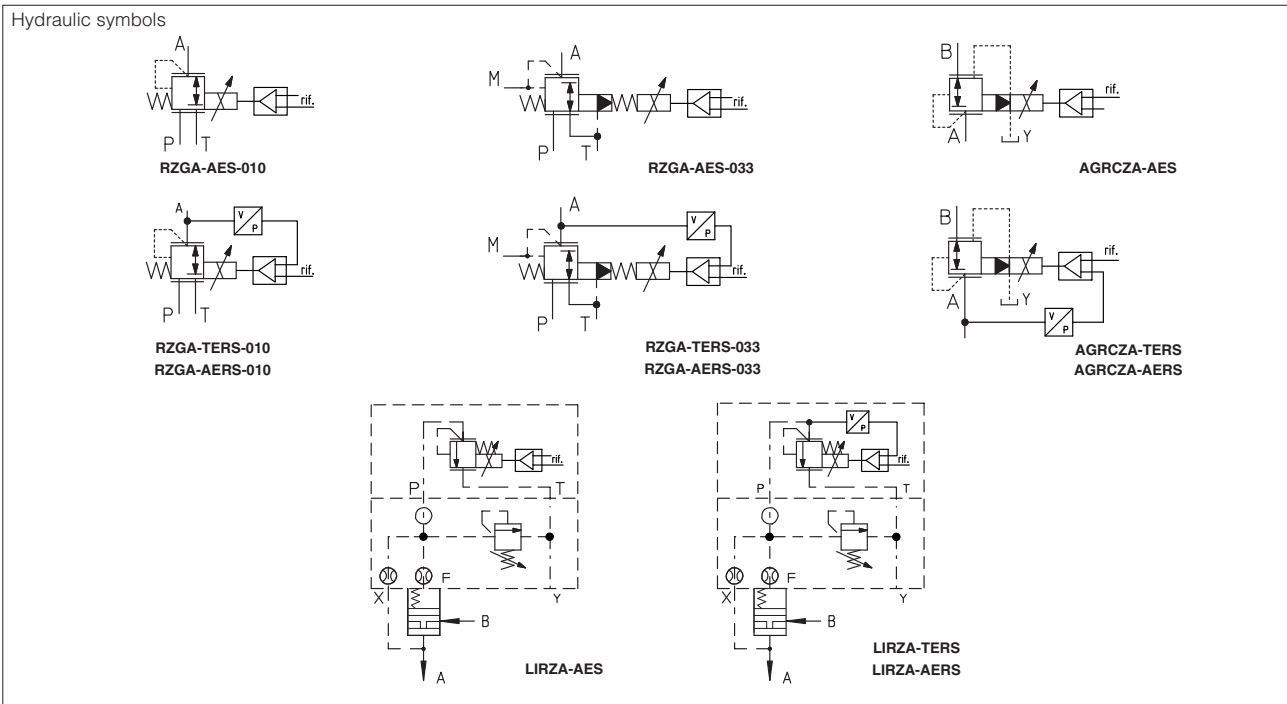 Hydraulic symbols
A
rif.
P T
RZGA-AES-010
A
M
rif.
P T
RZGA-AES-033
B
rif.
A Y
AGRCZA-AES
A
V
P
rif.
P T
RZGA-TERS-010
RZGA-AERS-010
A
V
P
M
rif.
P T
RZGA-TERS-033
RZGA-AERS-033
B
rif.
A Y
V
P
AGRCZA-TERS
AGRCZA-AERS
rif.
P T
X F Y
B
A
LIRZA-AES
V
P
rif.
P T
X F Y
B
A
LIRZA-TERS
LIRZA-AERS